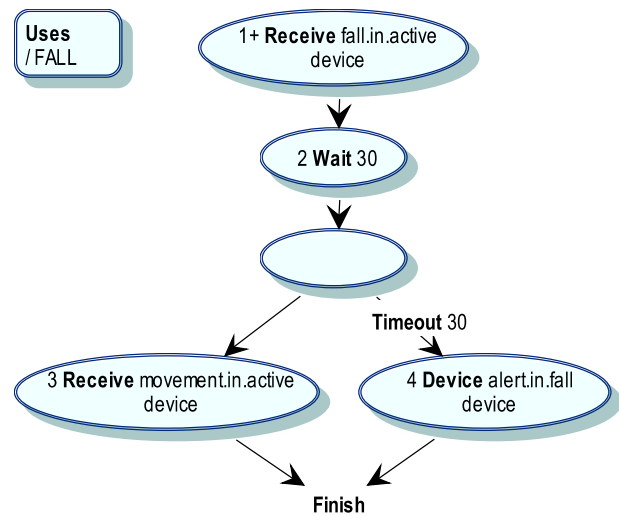 Uses
/ FALL
1+ Receive fall.in.active
device
2 Wait 30
Timeout 30
3 Receive movement.in.active
device
4 Device alert.in.fall
device
Finish